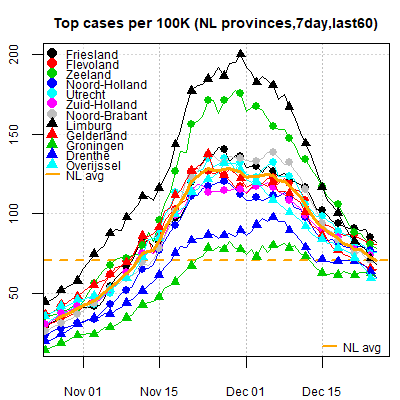 Top cases per 100K (NL provinces,7day,last60)
200
150
100
50
Friesland
Flevoland
Zeeland
Noord-Holland
Utrecht
Zuid-Holland
Noord-Brabant
Limburg
Gelderland
Groningen
Drenthe
Overijssel
NL avg
NL avg
Nov 01
Nov 15
Dec 01
Dec 15